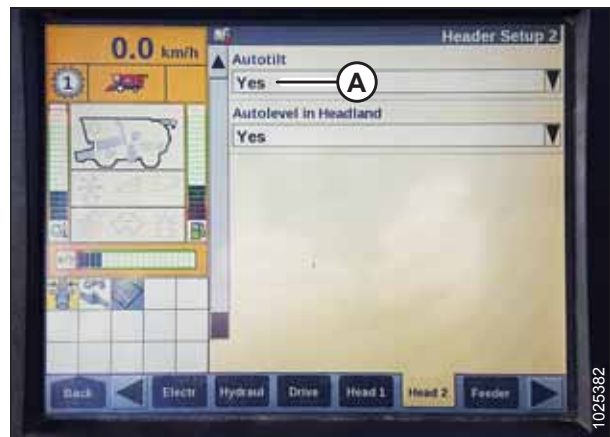 0.0 km/h
Header Setup 2
1
Autotilt
Yes
A
Autolevel in Headland
Yes
Back
Electr
Hydraul
Drive
Head 1
Head 2
Feeder
1025382